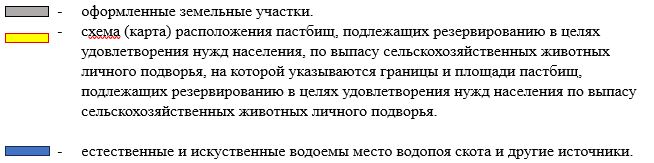 - оформленные земельные участки.
- схема (карта) расположения пастбищ, подлежащих резервированию в целях
удовлетворения нужд населения, по выпасу сельскохозяйственных животных
личного подворья, на которой указываются границы и площади пастбищ,
подлежащих резервированию в целях удовлетворения нужд населения по выпасу
сельскохозяйственных животных личного подворья.
- естественные и искуственные водоемы место водопоя скота и другие источники.